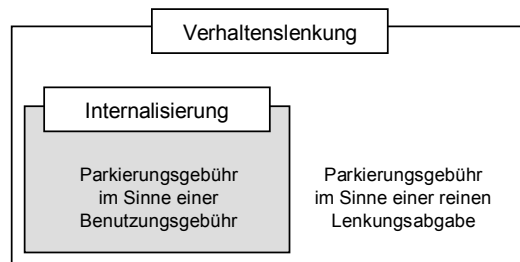 Verhaltenslenkung
Internalisierung
Parkierungsgebühr
im Sinne einer
Benutzungsgebühr
Parkierungsgebühr
im Sinne einer reinen
Lenkungsabgabe